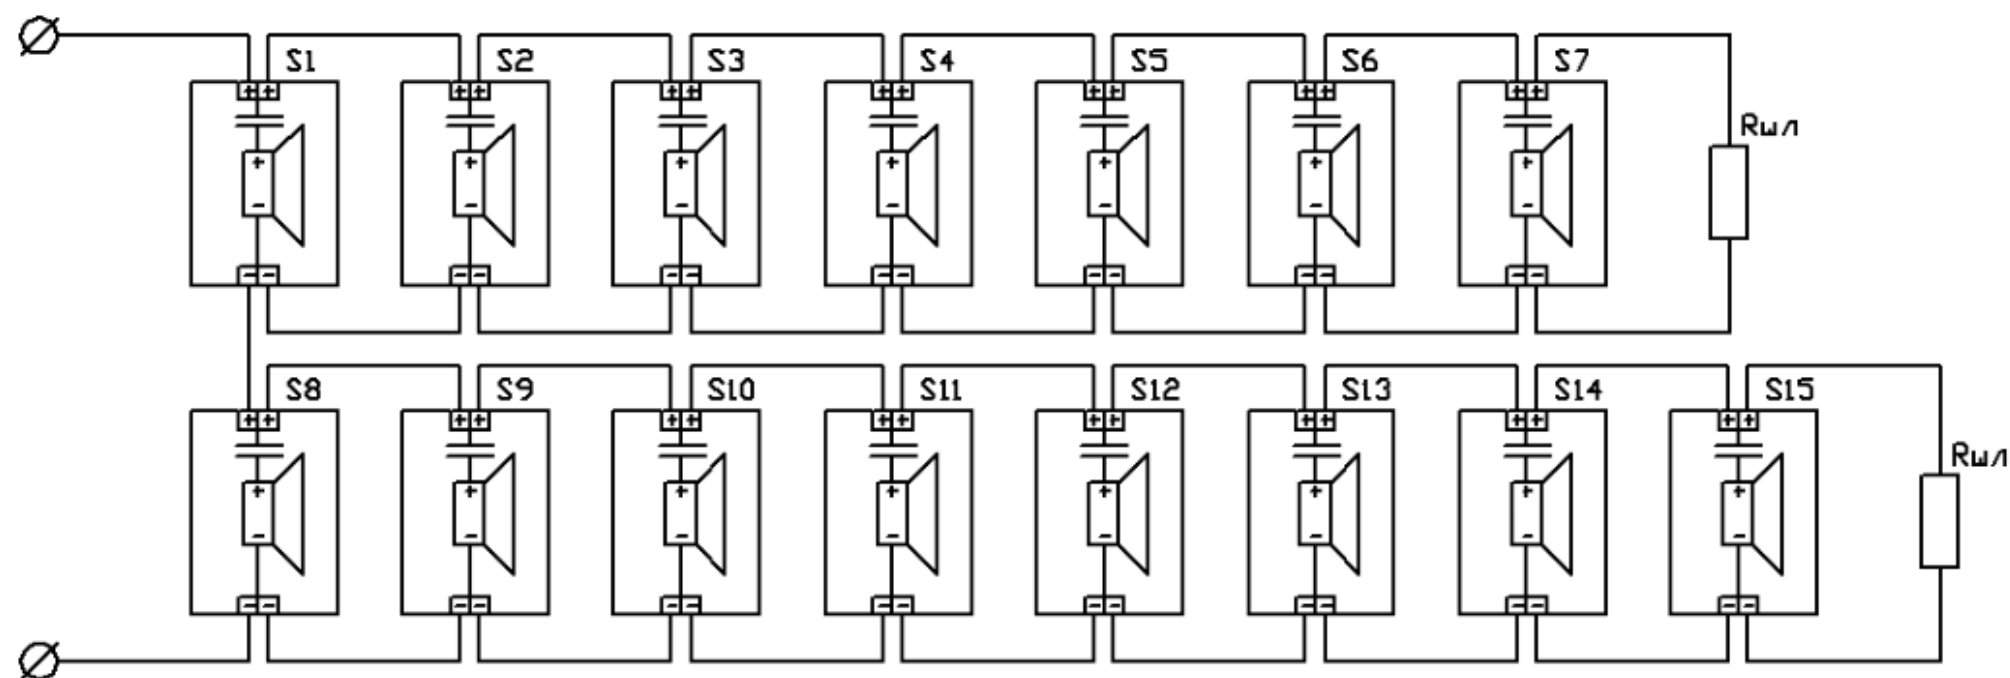 S1 S2 S3 S4 S5 S6 S7
Rшл
+ + + + + + + + + + + + + +
+ + + + + + + 
- - - - - - -
- - - - - - - - - - - - - -
S8 S9 S10 S11 S12 S13 S14 S15
Rшл
+ + + + + + + + + + + + + + + +
+ + + + + + + +
- - - - - - - -
- - - - - - - - - - - - - - - -